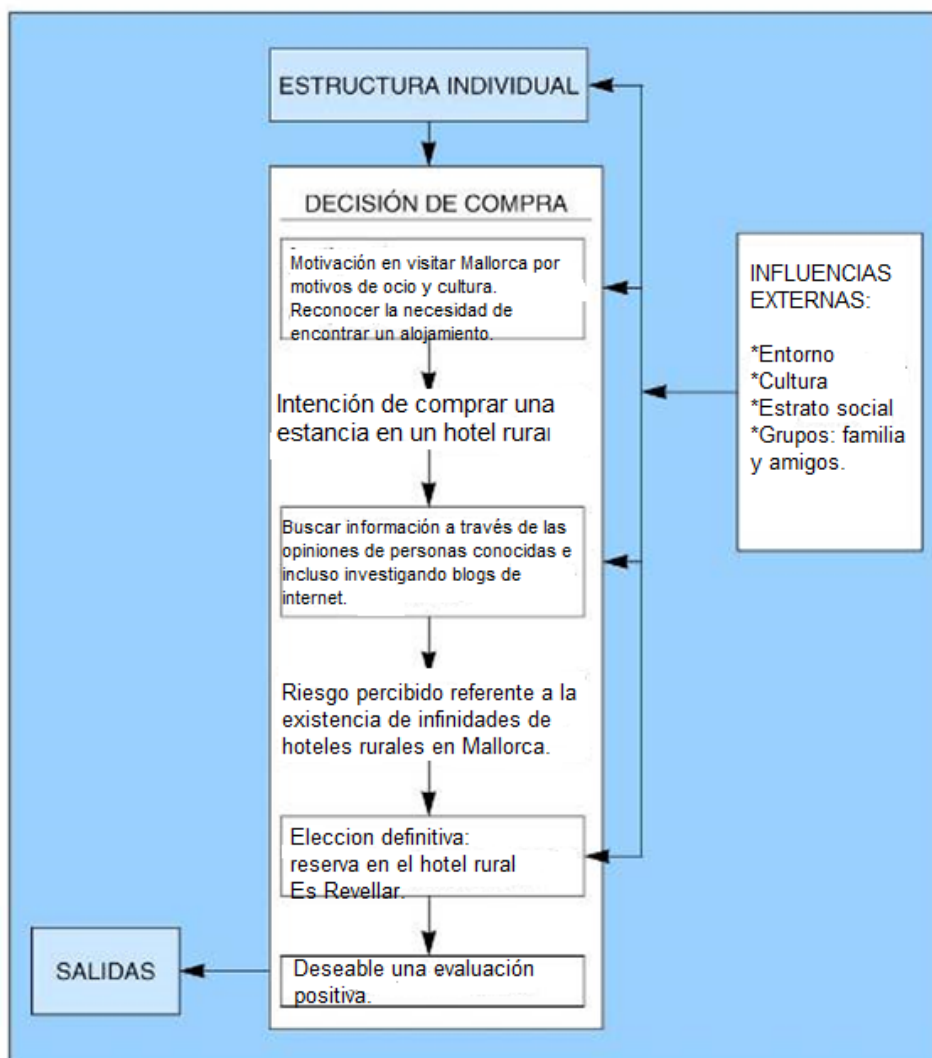 ESTRUCTURA INDIVIDUAL
DECISIÓN DE COMPRA
Motivación en visitar Mallorca por
motivos de ocio y cultura.
Reconocer la necesidad de
encontrar un alojamiento.
Intención de comprar una
estancia en un hotel rural
Buscar información a través de las
opiniones de personas conocidas e
incluso investigando blogs de
internet.
Riesgo percibido referente a la
existencia de infinidades de
hoteles rurales en Mallorca.
Eleccion definitiva:
reserva en el hotel rural
Es Revellar.
Deseable una evaluación
positiva.
SALIDAS
INFLUENCIAS
EXTERNAS:
*Entorno
*Cultura
*Estrato social
*Grupos: familia
y amigos.